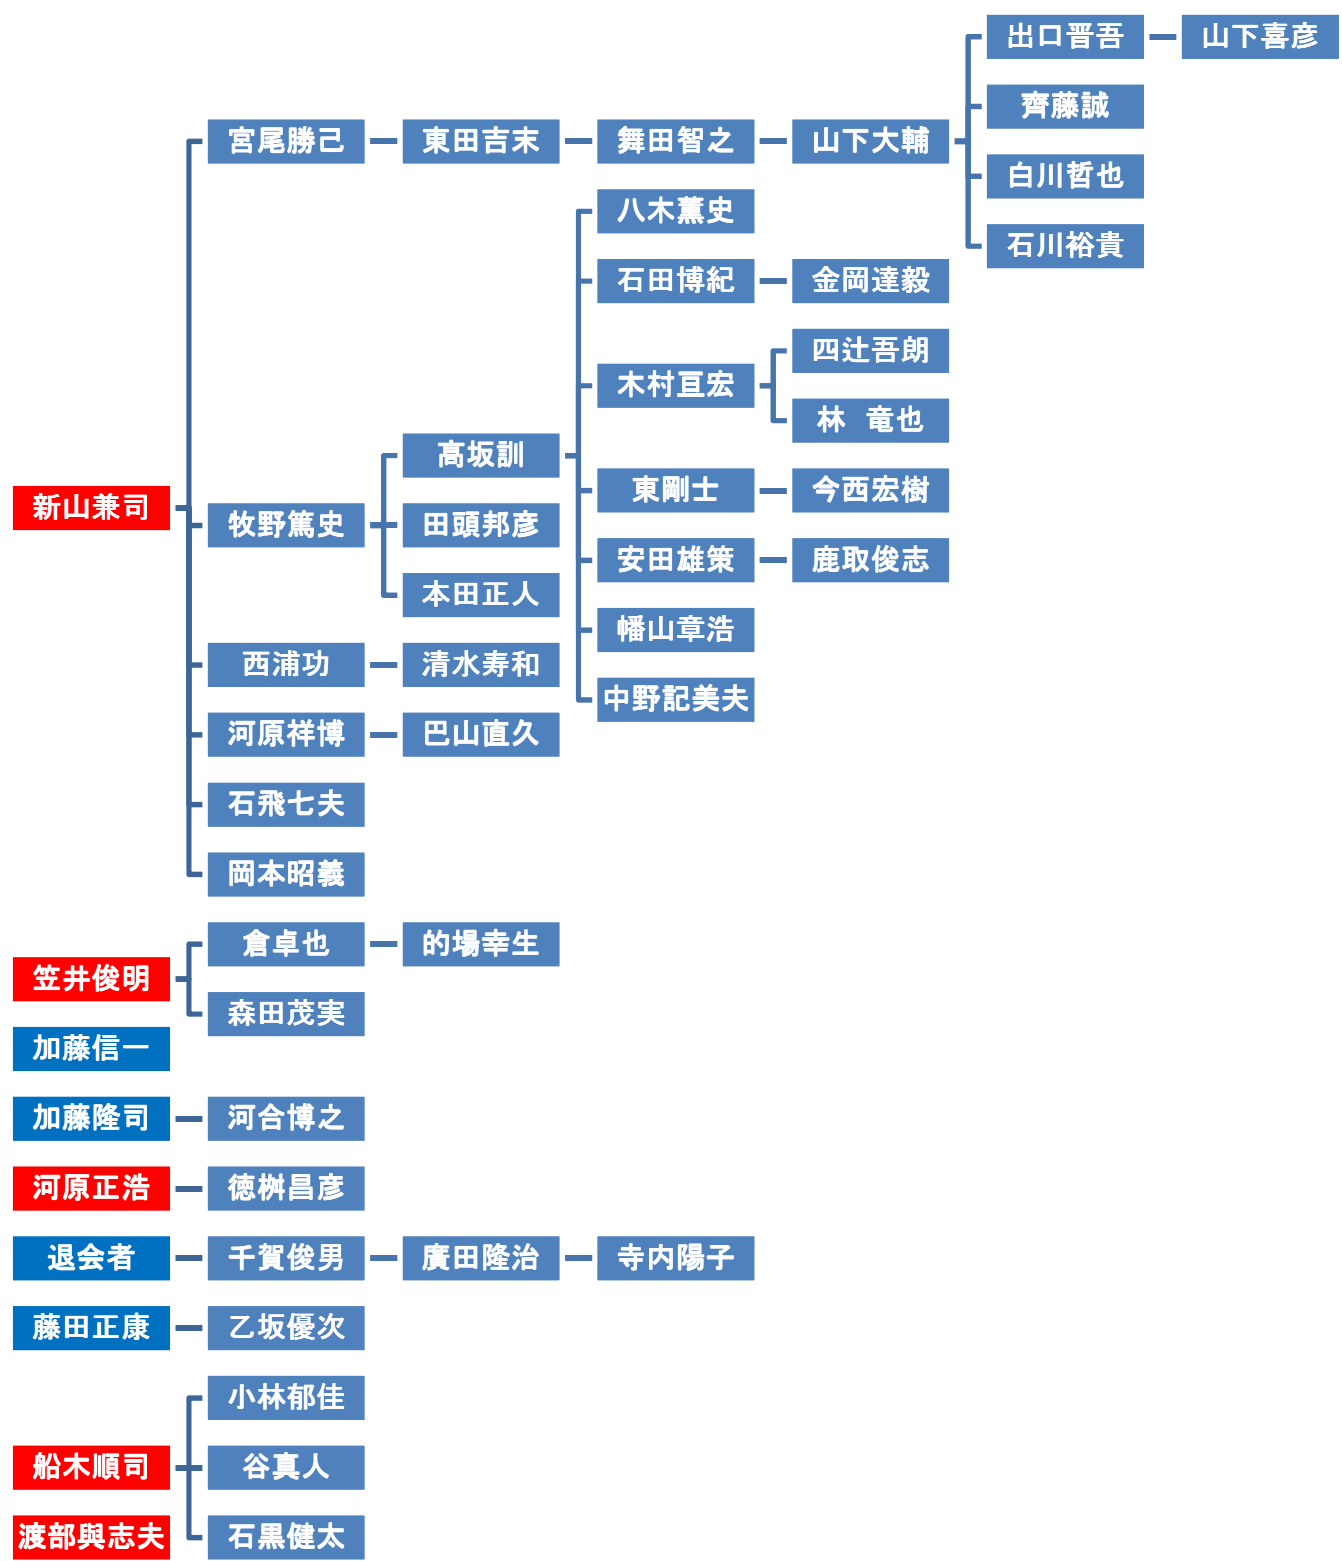 出口晋吾
山下喜彦
齊藤誠
宮尾勝己
東田吉末
舞田智之
山下大輔
白川哲也
八木薫史
石川裕貴
石田博紀
金岡達毅
四辻吾朗
木村亘宏
林　竜也
髙坂訓
東剛士
今西宏樹
新山兼司
牧野篤史
田頭邦彦
安田雄策
鹿取俊志
本田正人
幡山章浩
西浦功
清水寿和
中野記美夫
河原祥博
巴山直久
石飛七夫
岡本昭義
倉卓也
的場幸生
笠井俊明
森田茂実
加藤信一
加藤隆司
河合博之
河原正浩
徳桝昌彦
退会者
千賀俊男
廣田隆治
寺内陽子
藤田正康
乙坂優次
小林郁佳
船木順司
谷真人
渡部與志夫
石黒健太